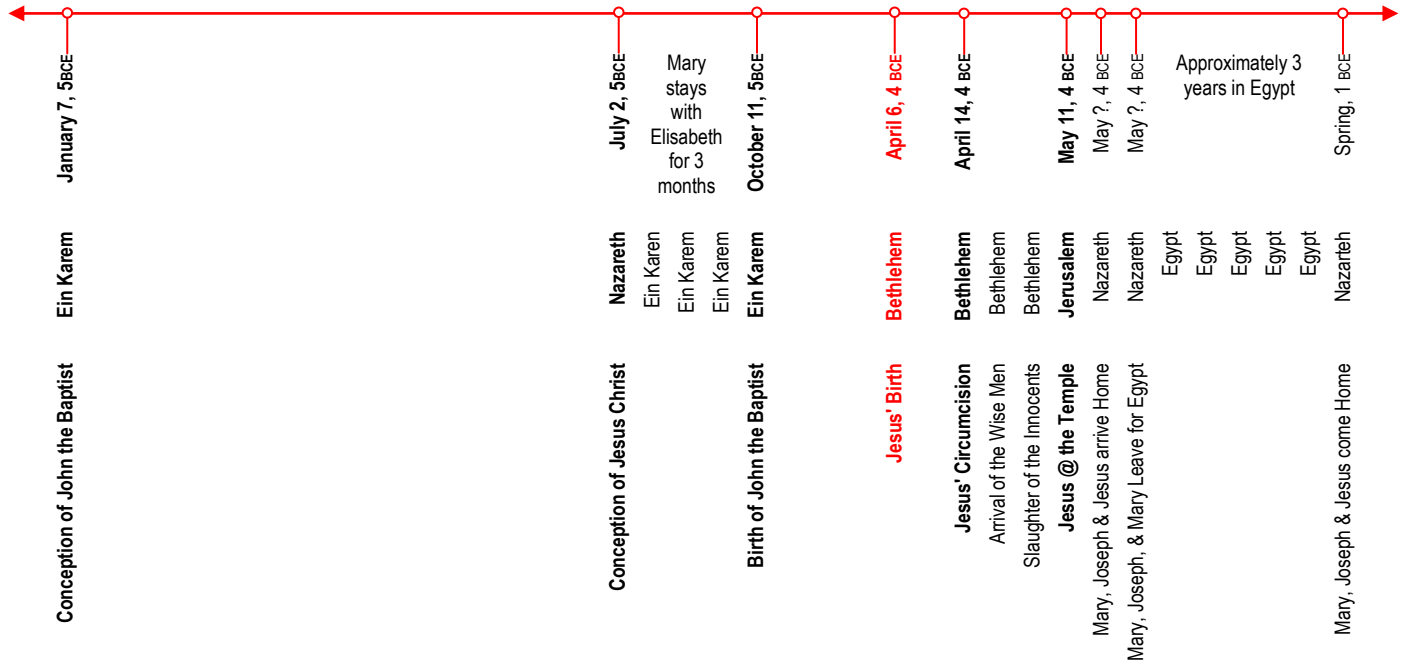 January 7, 5BCE
July 2, 5BCE
Mary
stays
with
Elisabeth
for 3
months
October 11, 5BCE
April 6, 4 BCE
April 14, 4 BCE
May 11, 4 BCE
May ?, 4 BCE
May ?, 4 BCE
Approximately 3
years in Egypt
Spring, 1 BCE
Ein Karem
Nazareth
Ein Karen
Ein Karem
Ein Karem
Ein Karem
Bethlehem
Bethlehem
Bethlehem
Bethlehem
Jerusalem
Nazareth
Nazareth
Egypt
Egypt
Egypt
Egypt
Egypt
Nazarteh
Conception of John the Baptist
Conception of Jesus Christ
Birth of John the Baptist
Jesus' Birth
Jesus' Circumcision
Arrival of the Wise Men
Slaughter of the Innocents
Jesus @ the Temple
Mary, Joseph & Jesus arrive Home
Mary, Joseph, & Mary Leave for Egypt
Mary, Joseph & Jesus come Home